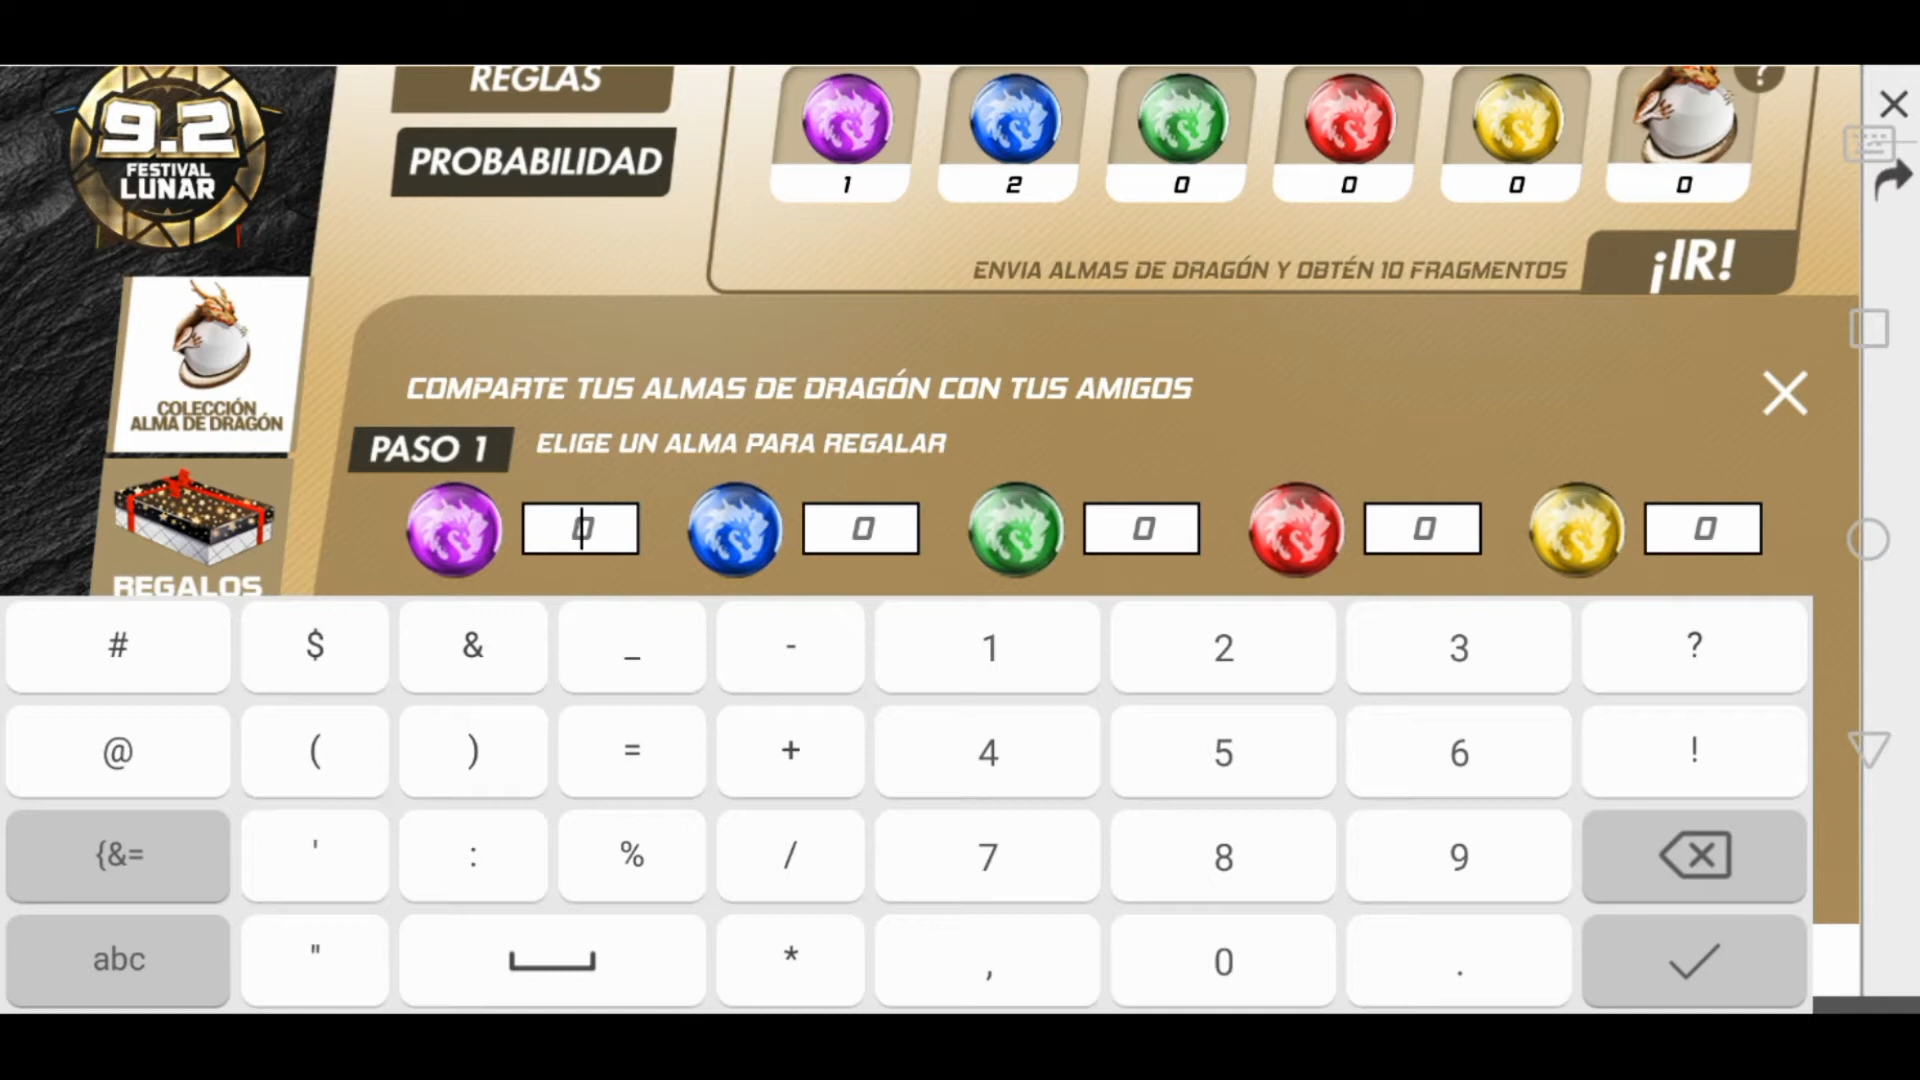 REGLAS
PROBABILIDAD
9.2
FESTIVAL
LUNAR
1 2 0 0 0 0
?
ENVIA ALMAS DE DRAGÓN Y OBTÉN 10 FRAGMENTOS
¡IR!
COLECCIÓN
ALMA DE DRAGÓN
REGALOS
COMPARTE TUS ALMAS DE DRAGÓN CON TUS AMIGOS
PASO 1 ELIGE UN ALMA PARA REGALAR
0 0 0 0 0
# $ & _ - 1 2 3 ?
@ ( ) = + 4 5 6 !
{&= ' : % / 7 8 9
abc " * , 0 .